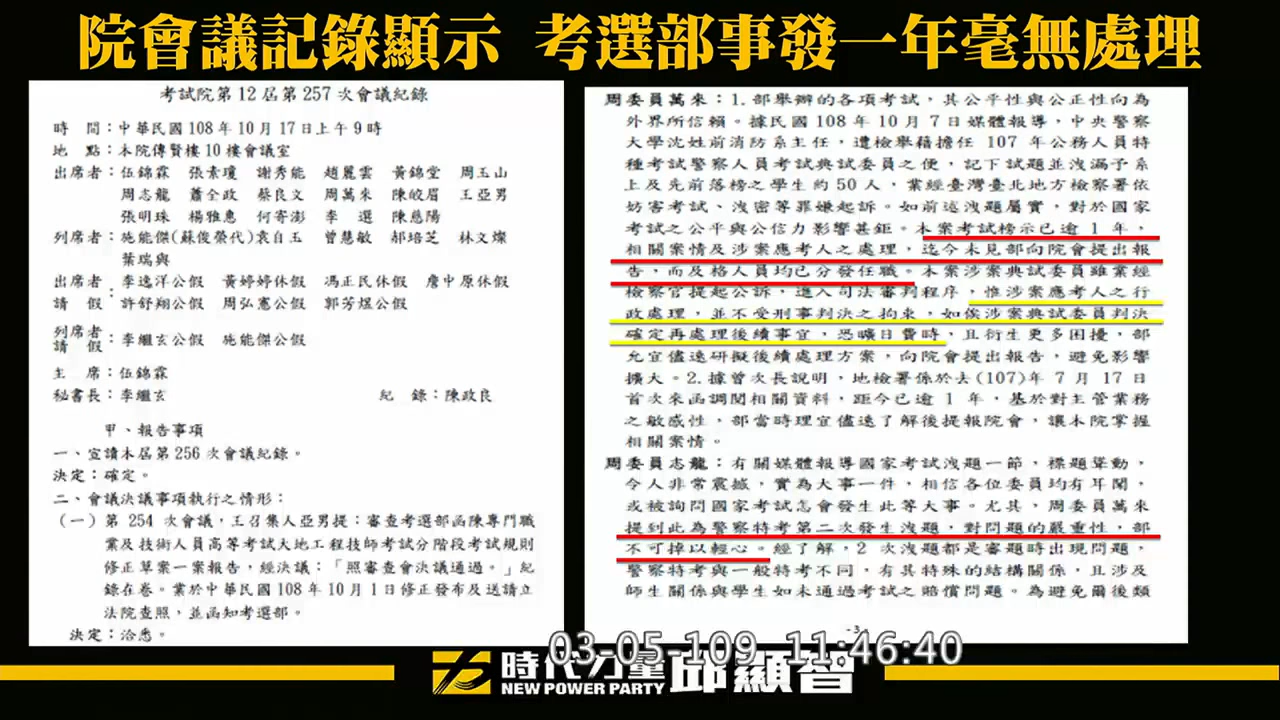 院會議記錄顯示 考選部事發一年毫無處理
考試院第12屆第257次會議紀錄
時 間：中華民國108年10月17日上午9時
地 點：本院傳賢樓10樓會議室
出席者：伍錦霖 張素瓊 謝秀能 趙麗雲 黃錦堂 周玉山
周志龍 蕭全政 蔡良文 周萬來 陳皎眉 王亞男
張明珠 楊雅惠 何寄澎 李 選 陳慈陽
列席者：施能傑(蘇俊榮代)袁自玉 曾慧敏 郝培芝 林文燦
葉瑞與
出席者：李逸洋公假 黃婷婷休假 馮正民休假 詹中原休假
請 假：許舒翔公假 周弘憲公假 郭芳煜公假
列席者
請 假：李繼玄公假 施能傑公假
主 席：伍錦霖
秘書長：李繼玄 紀 錄：陳政良
甲、報告事項
一、宣讀本屆第256次會議紀錄。
決定：確定。
二、會議決議事項執行之情形：
（一）第254次會議，王召集人亞男提：審查考選部函陳專門職
業及技術人員高等考試大地工程技師考試分階段考試規則
修正草案一案報告，經決議：「照審查會決議通過。」紀
錄在卷。業於中華民國108年10月1日修正發布及送請立
法院查照，並函知考選部。
決定：洽悉。
周委員萬來：1.部舉辦的各項考試，其公平性與公正性向為
外界所信賴。據民國108年10月7日媒體報導，中央警察
大學沈姓前消防系主任，遭檢舉藉擔任107年公務人員特
種考試警察人員考試典試委員之便，記下試題並洩漏予系
上及先前落榜之學生約50人，業經臺灣臺北地方檢察署依
妨害考試、洩密等罪嫌起訴。如前述洩題屬實，對於國家
考試之公平與公信力影響甚鉅。本案考試榜示已逾1年，
相關案情及涉案應考人之處理，迄今未見部向院會提出報
告，而及格人員均已分發任職。本案涉案典試委員雖業經
檢察官提起公訴，進入司法審判程序，惟涉案應考人之行
政處理，並不受刑事判決之拘束，如俟涉案典試委員判決
確定再處理後續事宜，恐曠日費時，且衍生更多困擾，部
允宜儘速研擬後續處理方案，向院會提出報告，避免影響
擴大。2.據曾次長說明，地檢署係於去(107)年7月17日
首次來函調閱相關資料，距今已逾1年，基於對主管業務
之敏感性，部當時理宜儘速了解後提報院會，讓本院掌握
相關案情。
周委員志龍：有關媒體報導國家考試洩題一節，標題聳動，
令人非常震撼，實為大事一件，相信各位委員均有耳聞，
或被詢問國家考試怎會發生此等大事。尤其，周委員萬來
提到此為警察特考第二次發生洩題，對問題的嚴重性，部
不可掉以輕心。經了解，2次洩題都是審題時出現問題，
警察特考與一般特考不同，有其特殊的結構關係，且涉及
師生關係與學生如未通過考試之賠償問題。為避免爾後類
-3-
03-05-109 11:46:40
時代力量 邱顯智
NEW POWER PARTY